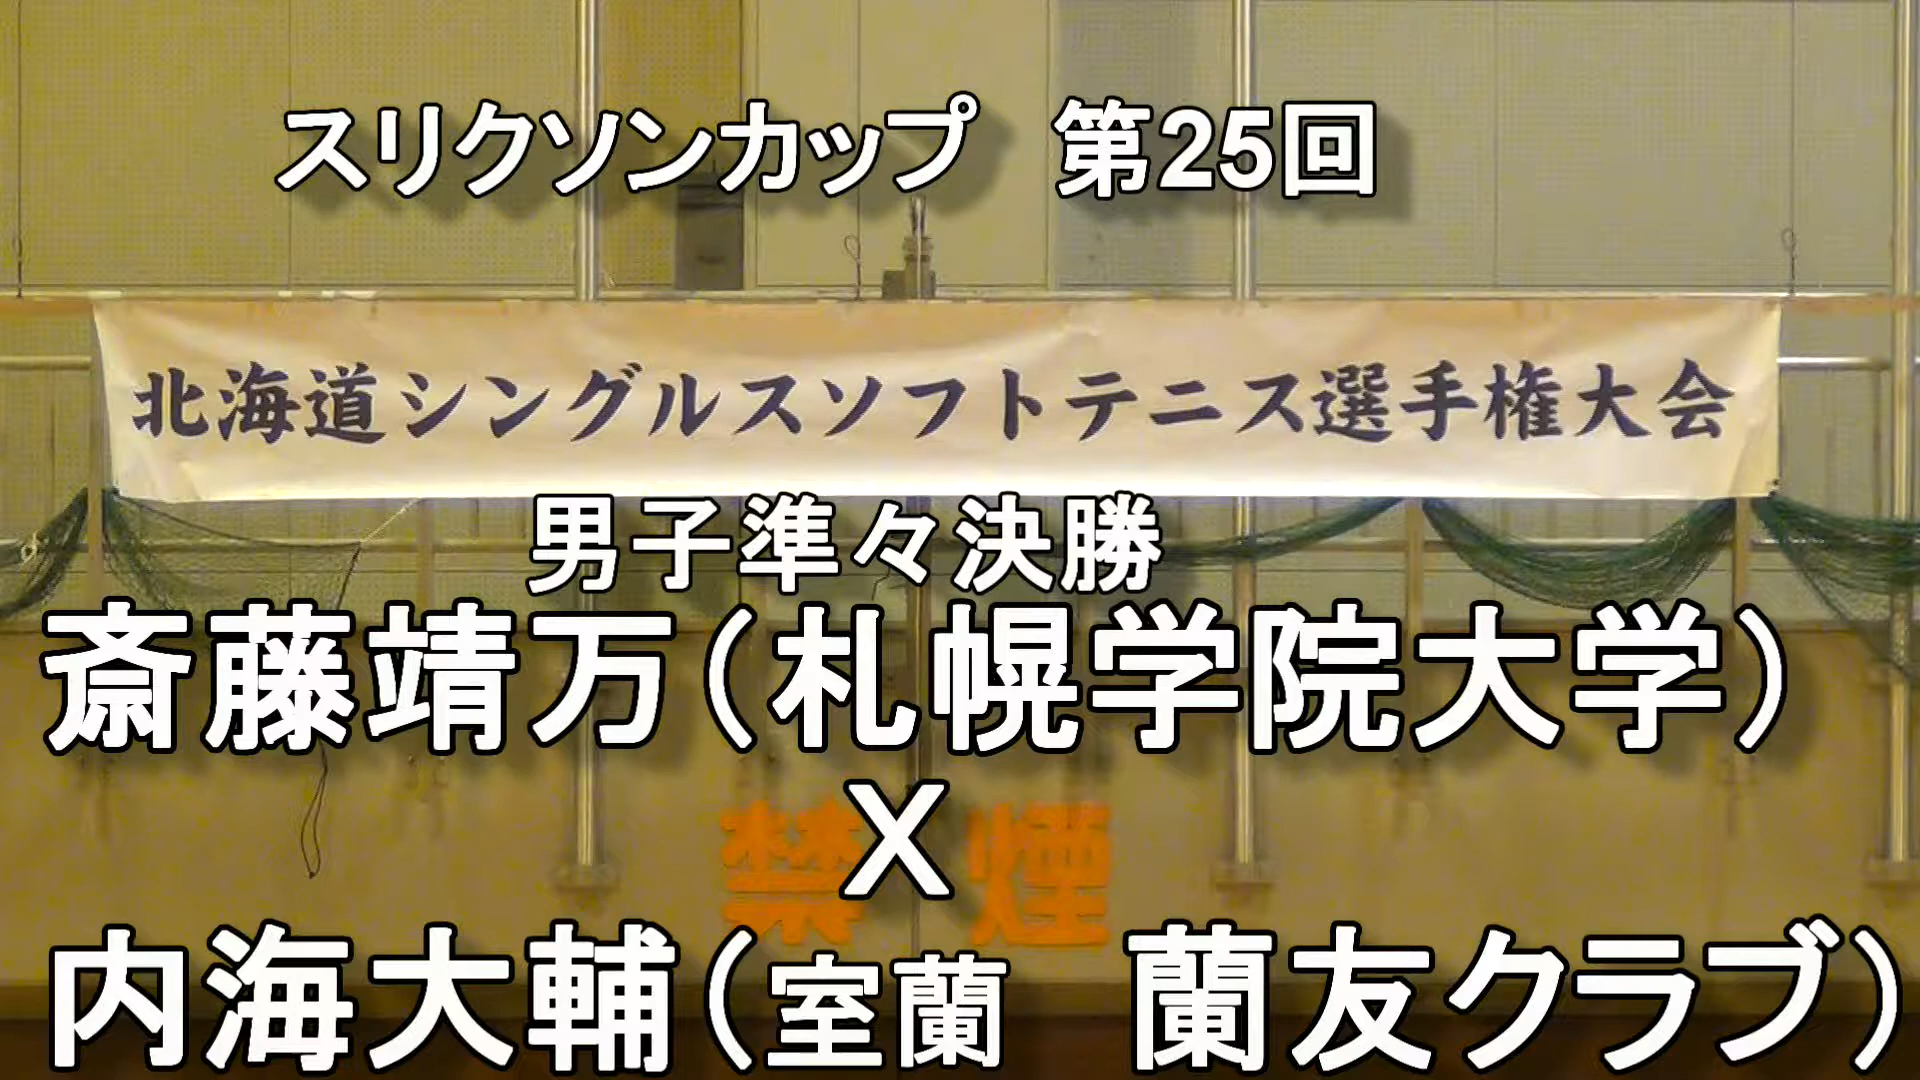 スリクソンカップ　第25回
北海道シングルスソフトテニス選手権大会
男子準々決勝
斎藤靖万(札幌学院大学)
X
禁煙
内海大輔(室蘭　蘭友クラブ)